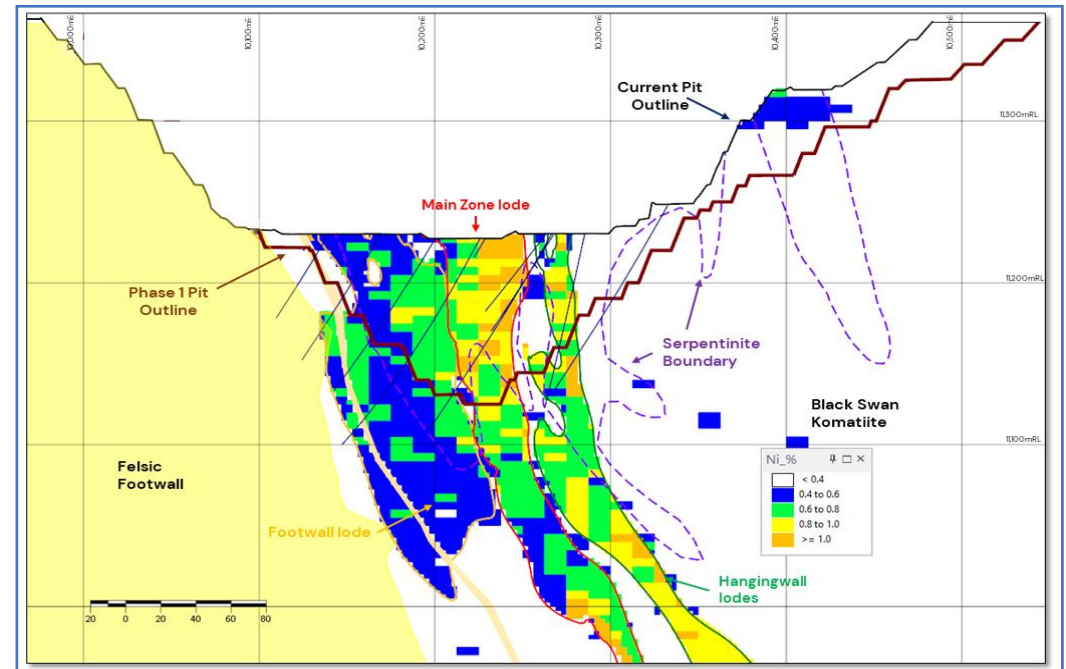 10,000mE
10,100mE
10,200mE
10,300mE
10,400mE
10,500mE
Current Pit
Outline
11,300mRL
Main Zone lode
11,200mRL
Phase 1 Pit
Outline
Serpentinite
Boundary
Black Swan
Komatiite
11,100mRL
Felsic
Footwall
Ni_%
< 0.4
0.4 to 0.6
0.6 to 0.8
0.8 to 1.0
>= 1.0
Footwall lode
Hangingwall
lodes
20 0 20 40 60 80